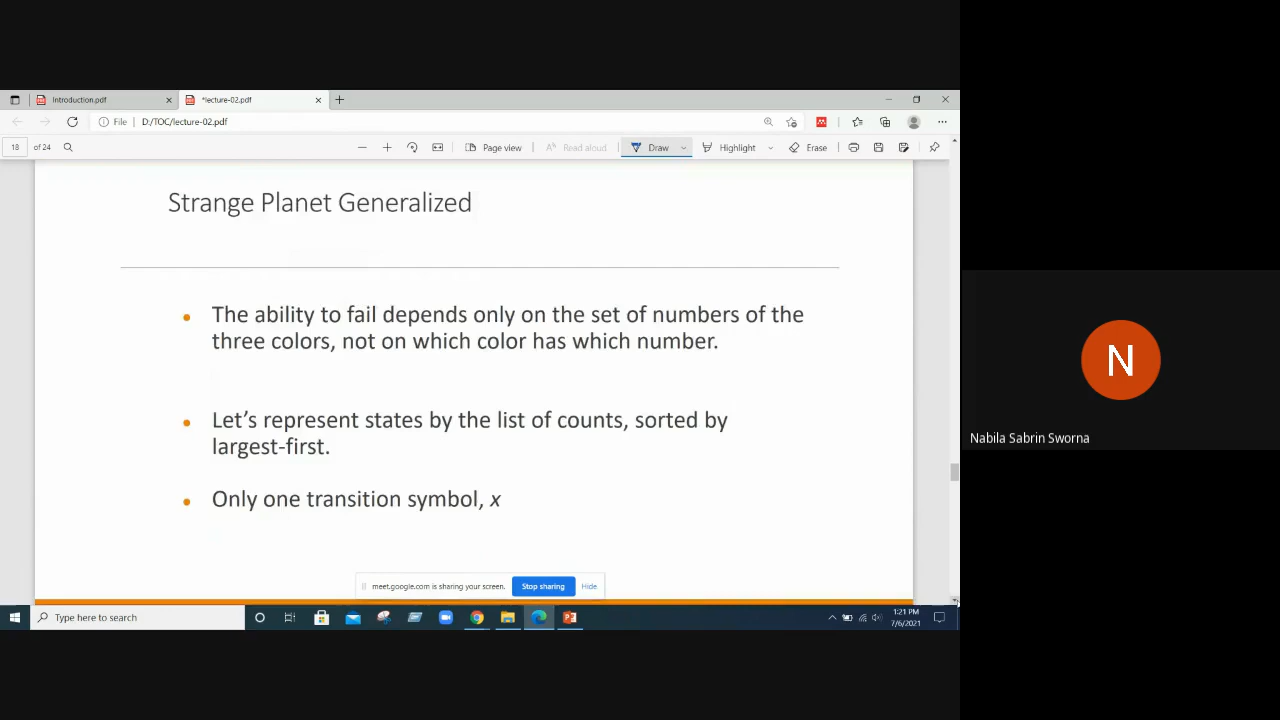 Introduction.pdf
*lecture-02.pdf
File
D:/TOC/lecture-02.pdf
18 of 24
Page view
Read aloud
Draw
Highlight
Erase
Strange Planet Generalized
The ability to fail depends only on the set of numbers of the
three colors, not on which color has which number.
Let’s represent states by the list of counts, sorted by
largest-first.
Only one transition symbol, x
meet.google.com is sharing your screen.
Stop sharing
Hide
Type here to search
1:21 PM
7/6/2021
N
Nabila Sabrin Sworna